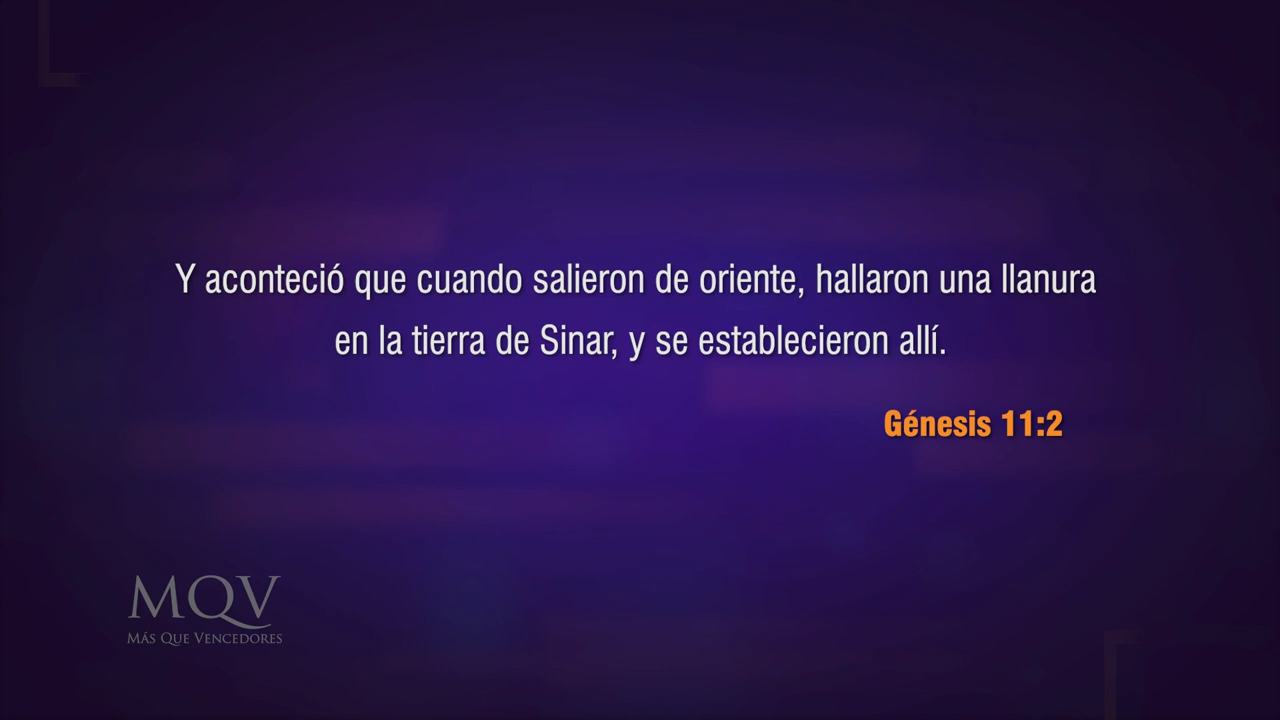 Y aconteció que cuando salieron de oriente, hallaron una llanura
en la tierra de Sinar, y se establecieron allí.
Génesis 11:2
MQV
MÁS QUE VENCEDORES